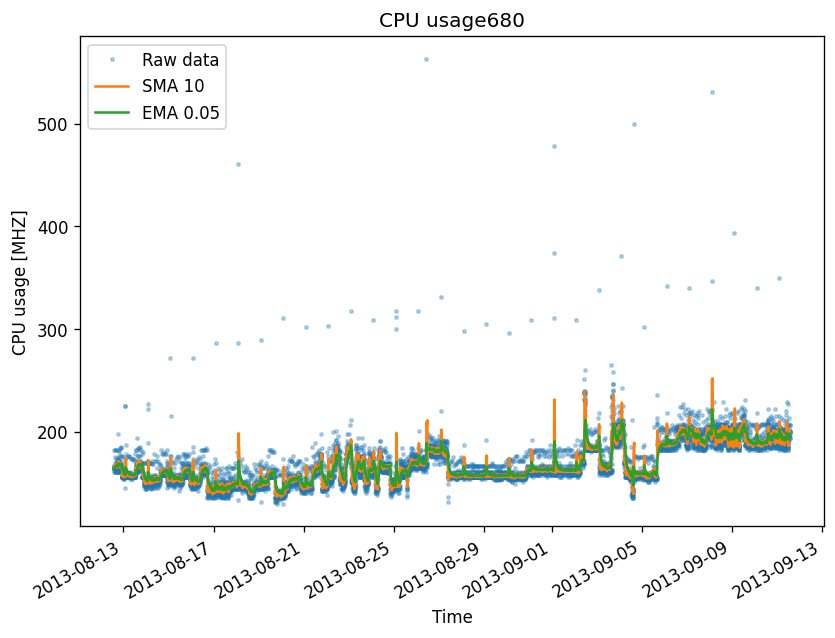 CPU usage680
Raw data
SMA 10
EMA 0.05
CPU usage [MHZ]
500
400
300
200
2013-08-13
2013-08-17
2013-08-21
2013-08-25
2013-08-29
2013-09-01
2013-09-05
2013-09-09
2013-09-13
Time